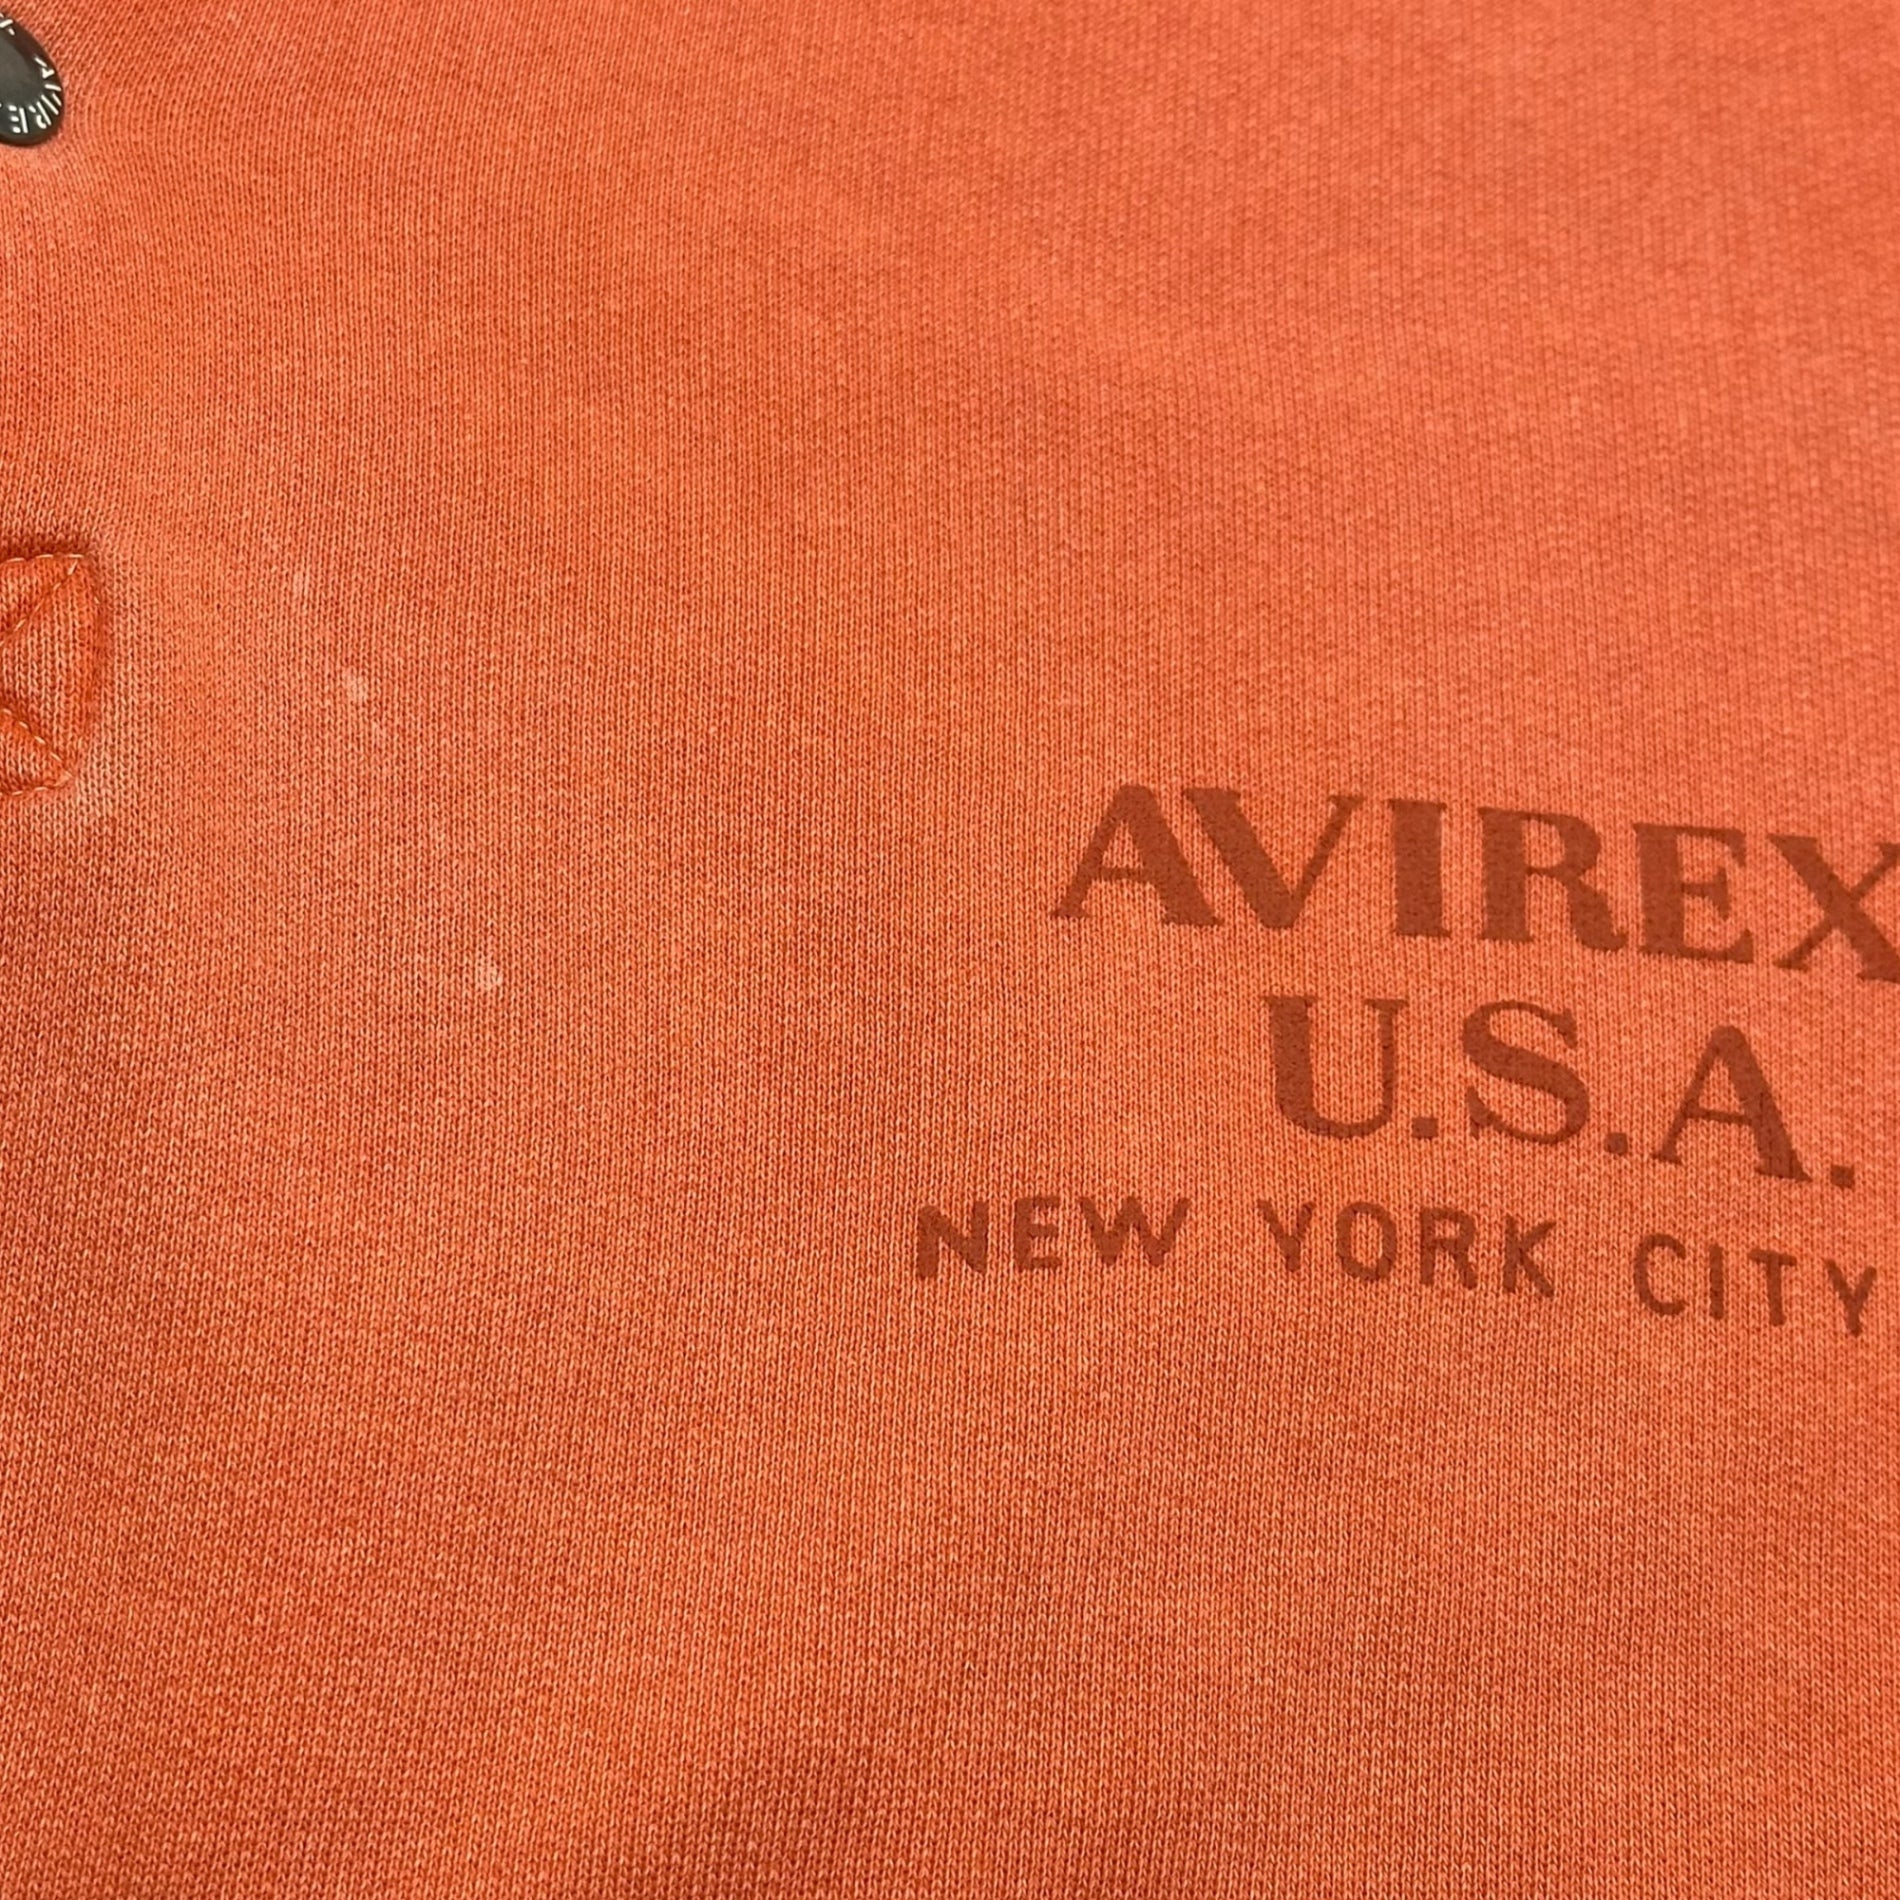 AVIREX
U.S.A.
NEW YORK CITY